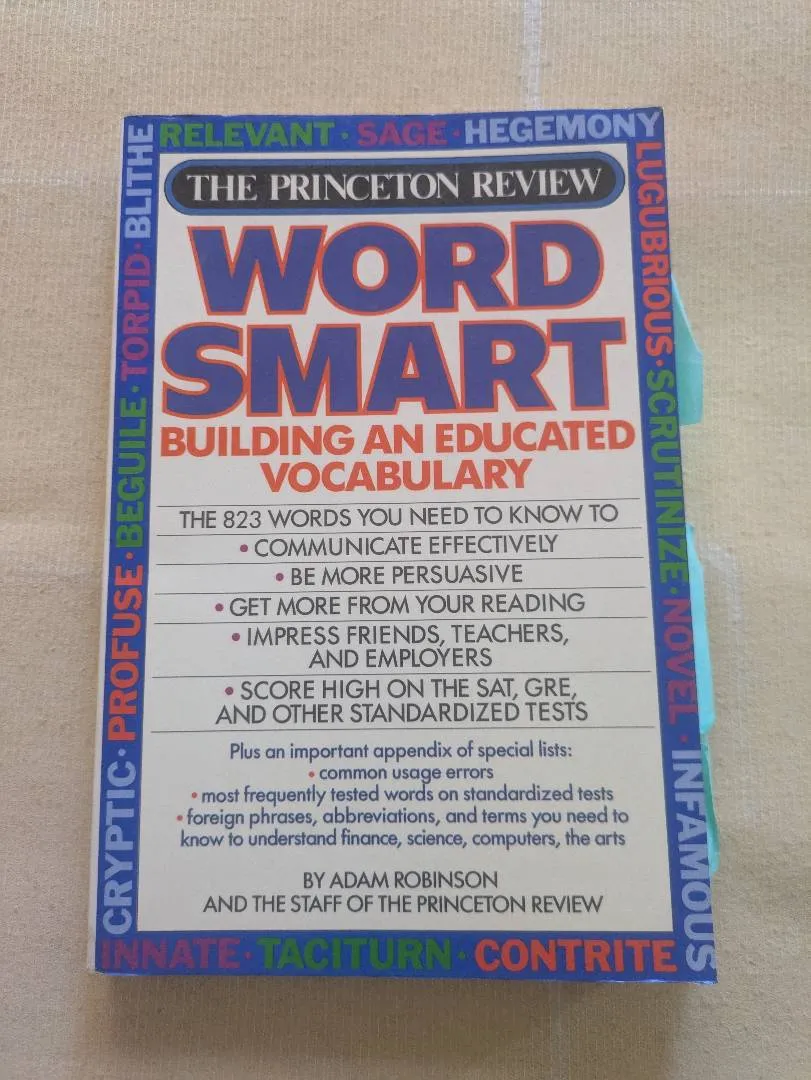 RELEVANT · SAGE · HEGEMONY
LUGUBRIOUS · SCRUTINIZE · NOVEL · INFAMOUS
CRYPTIC · PROFUSE · BEGUILE · TORPID · BLITHE
THE PRINCETON REVIEW
WORD
SMART
BUILDING AN EDUCATED
VOCABULARY
THE 823 WORDS YOU NEED TO KNOW TO
• COMMUNICATE EFFECTIVELY
• BE MORE PERSUASIVE
• GET MORE FROM YOUR READING
• IMPRESS FRIENDS, TEACHERS,
AND EMPLOYERS
• SCORE HIGH ON THE SAT, GRE,
AND OTHER STANDARDIZED TESTS
Plus an important appendix of special lists:
• common usage errors
• most frequently tested words on standardized tests
• foreign phrases, abbreviations, and terms you need to
know to understand finance, science, computers, the arts
BY ADAM ROBINSON
AND THE STAFF OF THE PRINCETON REVIEW
INNATE · TACITURN · CONTRITE